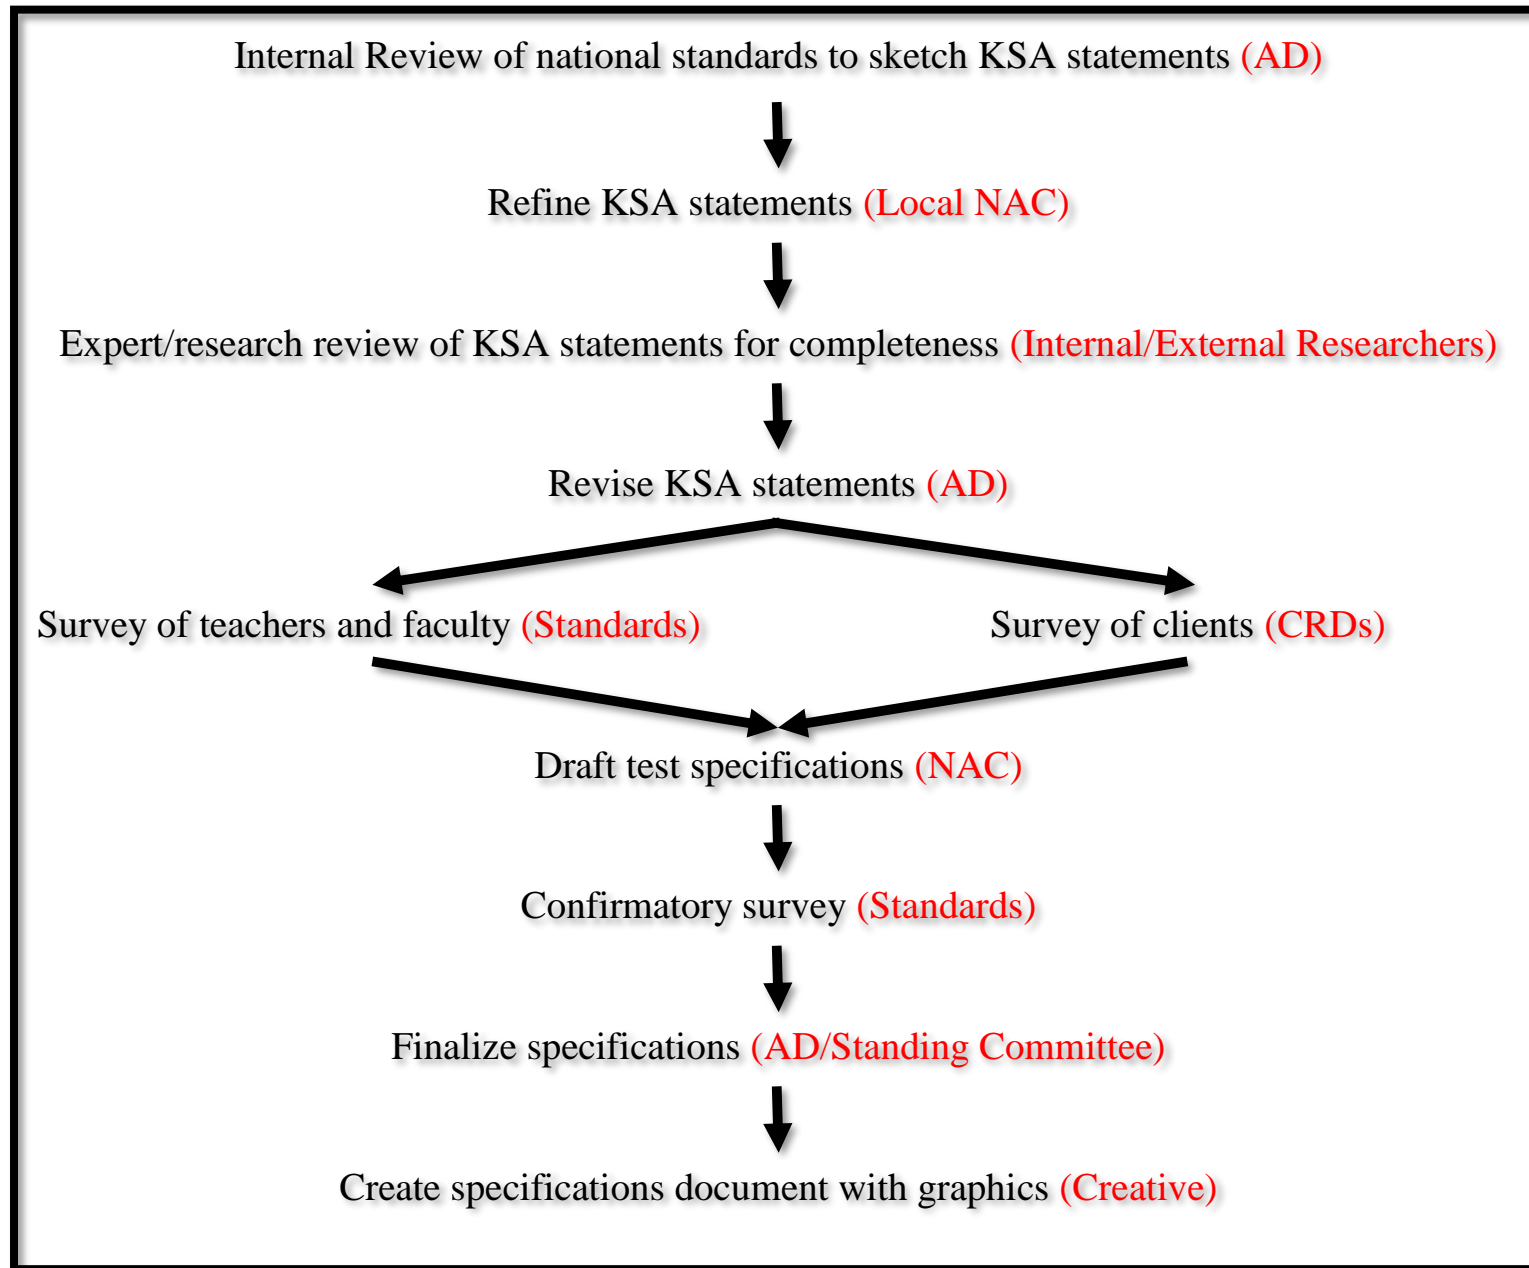 Internal Review of national standards to sketch KSA statements (AD)
Refine KSA statements (Local NAC)
Expert/research review of KSA statements for completeness (Internal/External Researchers)
Revise KSA statements (AD)
Survey of teachers and faculty (Standards)
Survey of clients (CRDs)
Draft test specifications (NAC)
Confirmatory survey (Standards)
Finalize specifications (AD/Standing Committee)
Create specifications document with graphics (Creative)